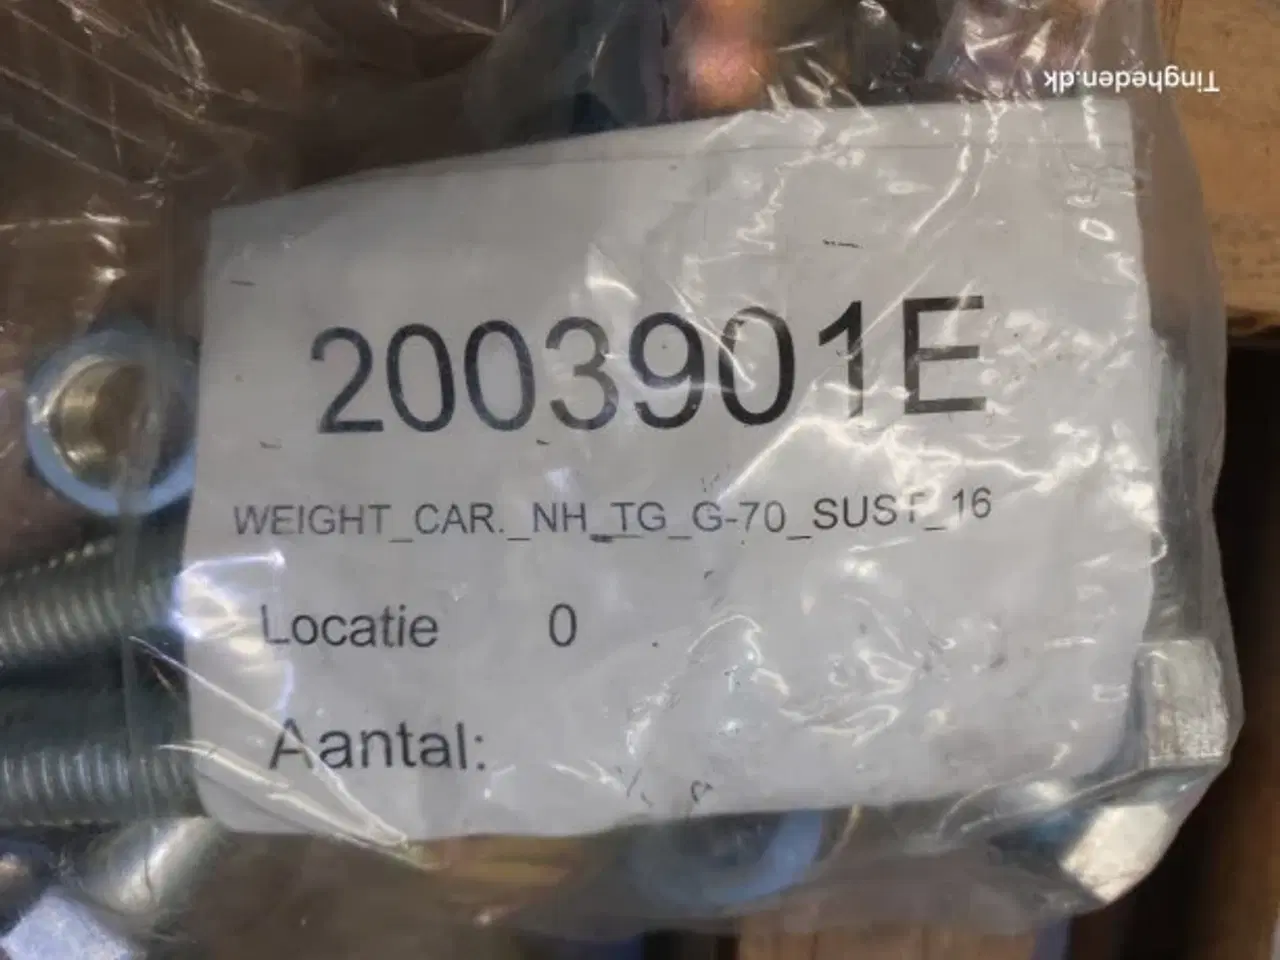 Tingheden.dk
2003901E
WEIGHT_CAR._NH_TG_G-70_SUST_16
Locatie 0
Aantal: